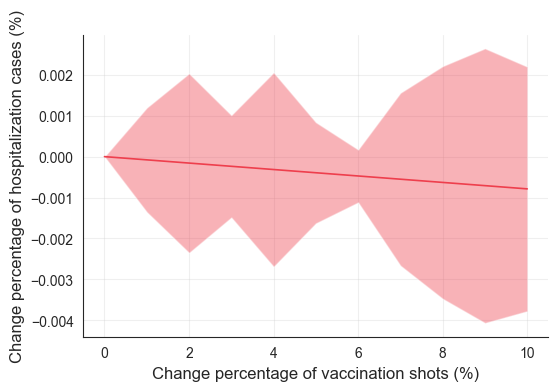 Change percentage of hospitalization cases (%)
0.002
0.001
0.000
−0.001
−0.002
−0.003
−0.004
0 2 4 6 8 10
Change percentage of vaccination shots (%)